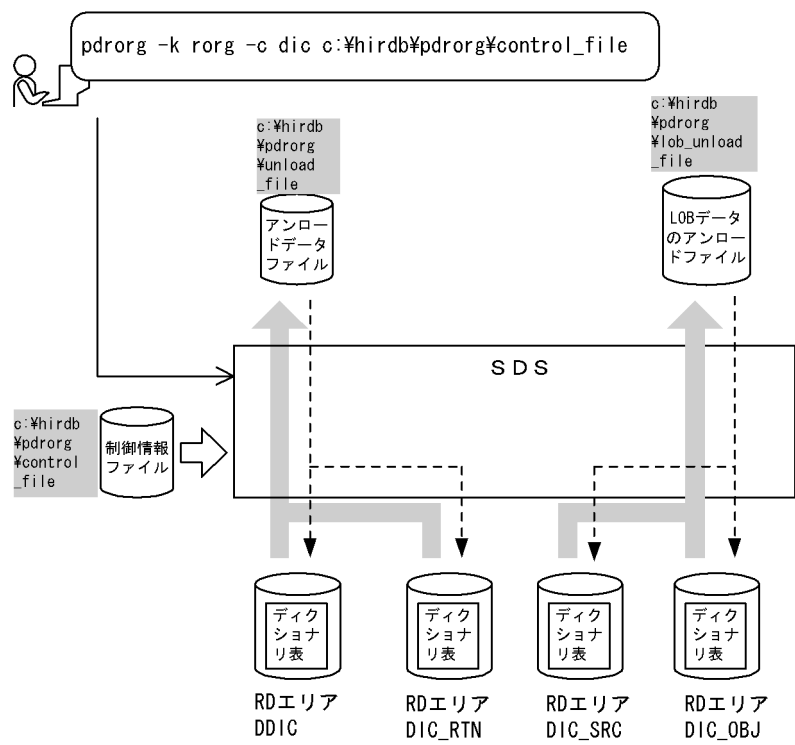 pdrorg -k rorg -c dic c:¥hirdb¥pdrorg¥control_file
c:¥hirdb
¥pdrorg
¥unload
_file
アンロー
ドデータ
ファイル
c:¥hirdb
¥pdrorg
¥lob_unload
_file
LOBデータ
のアンロー
ドファイル
SDS
c:¥hirdb
¥pdrorg
¥control
_file
制御情報
ファイル
ディク
ショナ
リ表
RDエリア
DDIC
ディク
ショナ
リ表
RDエリア
DIC_RTN
ディク
ショナ
リ表
RDエリア
DIC_SRC
ディク
ショナ
リ表
RDエリア
DIC_OBJ